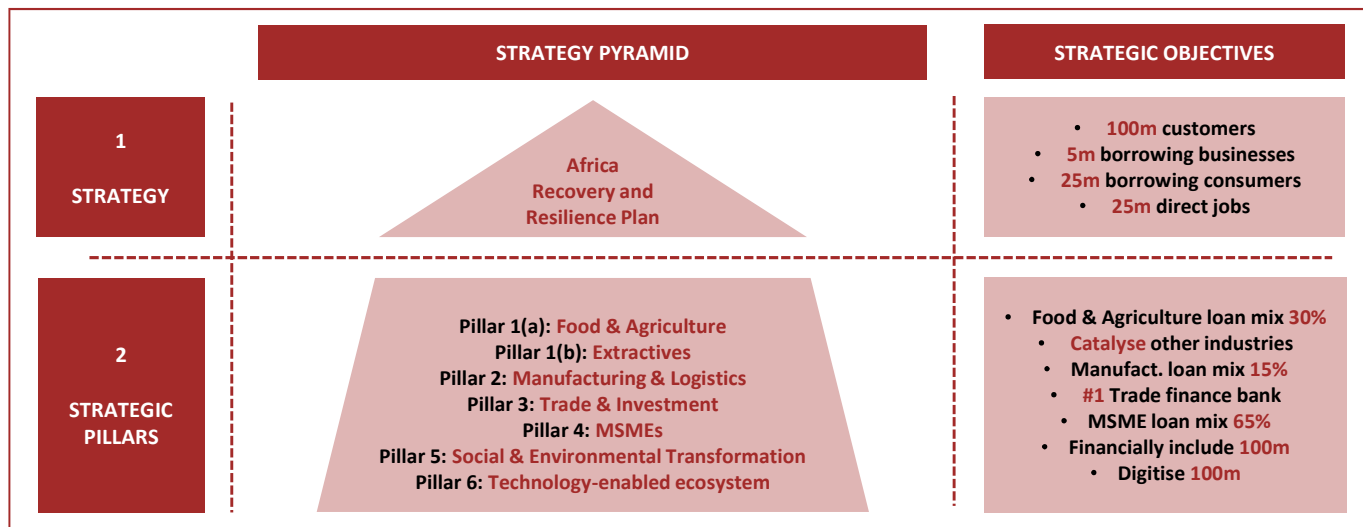 STRATEGY PYRAMID
STRATEGIC OBJECTIVES
1
STRATEGY
Africa
Recovery and
Resilience Plan
• 100m customers
• 5m borrowing businesses
• 25m borrowing consumers
• 25m direct jobs
2
STRATEGIC
PILLARS
Pillar 1(a): Food & Agriculture
Pillar 1(b): Extractives
Pillar 2: Manufacturing & Logistics
Pillar 3: Trade & Investment
Pillar 4: MSMEs
Pillar 5: Social & Environmental Transformation
Pillar 6: Technology-enabled ecosystem
• Food & Agriculture loan mix 30%
• Catalyse other industries
• Manufact. loan mix 15%
• #1 Trade finance bank
• MSME loan mix 65%
• Financially include 100m
• Digitise 100m